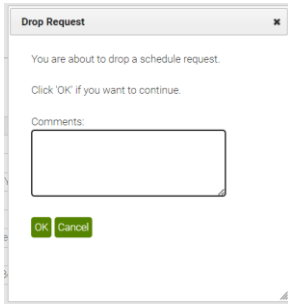 Drop Request
You are about to drop a schedule request.
Click 'OK' if you want to continue.
Comments:
OK Cancel